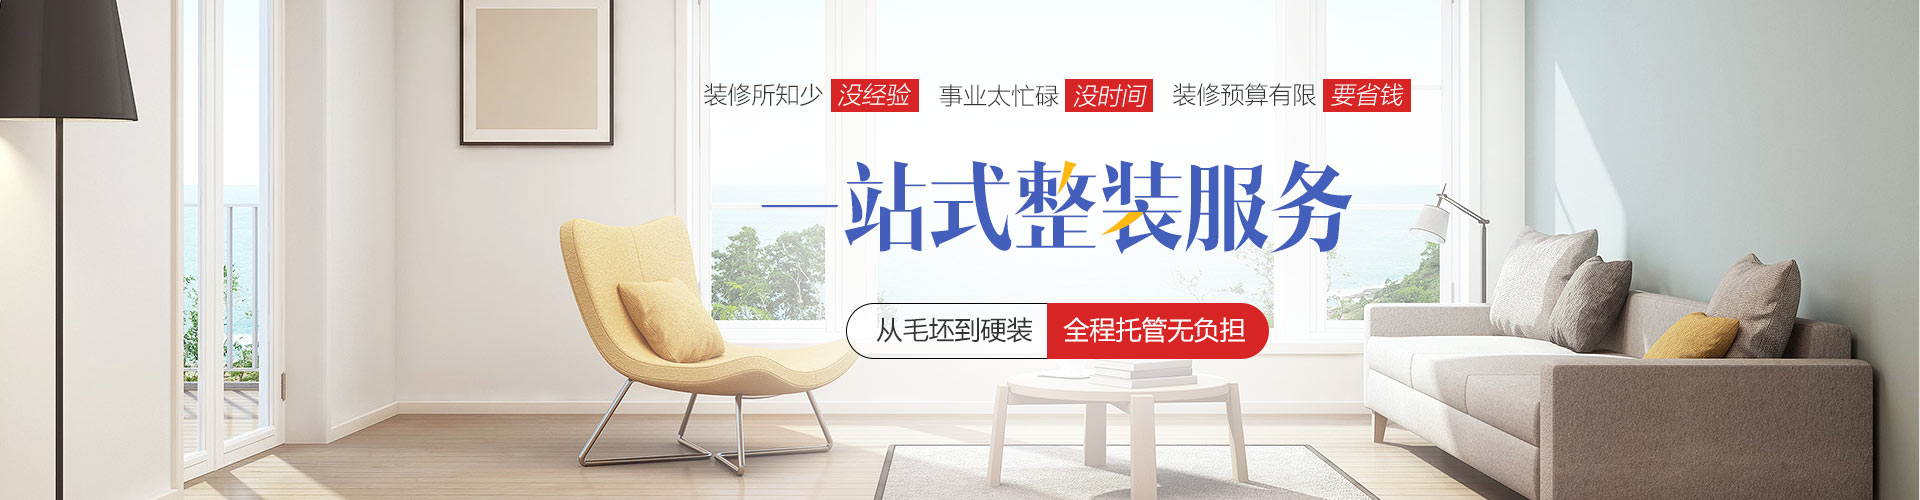 装修所知少 没经验 事业太忙碌 没时间 装修预算有限 要省钱
一站式整装服务
从毛坯到硬装 全程托管无负担